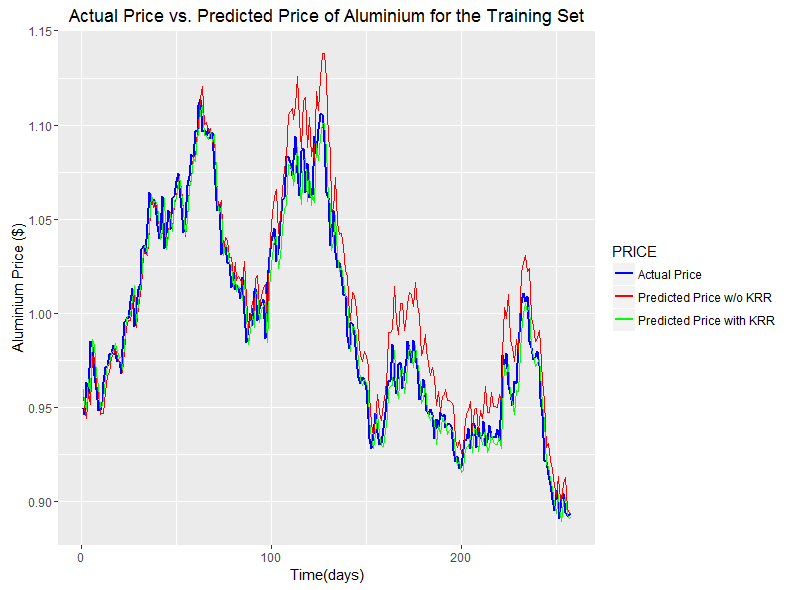 Actual Price vs. Predicted Price of Aluminium for the Training Set
1.15
1.10
1.05
1.00
0.95
0.90
Aluminium Price ($)
0
100
200
Time(days)
PRICE
Actual Price
Predicted Price w/o KRR
Predicted Price with KRR